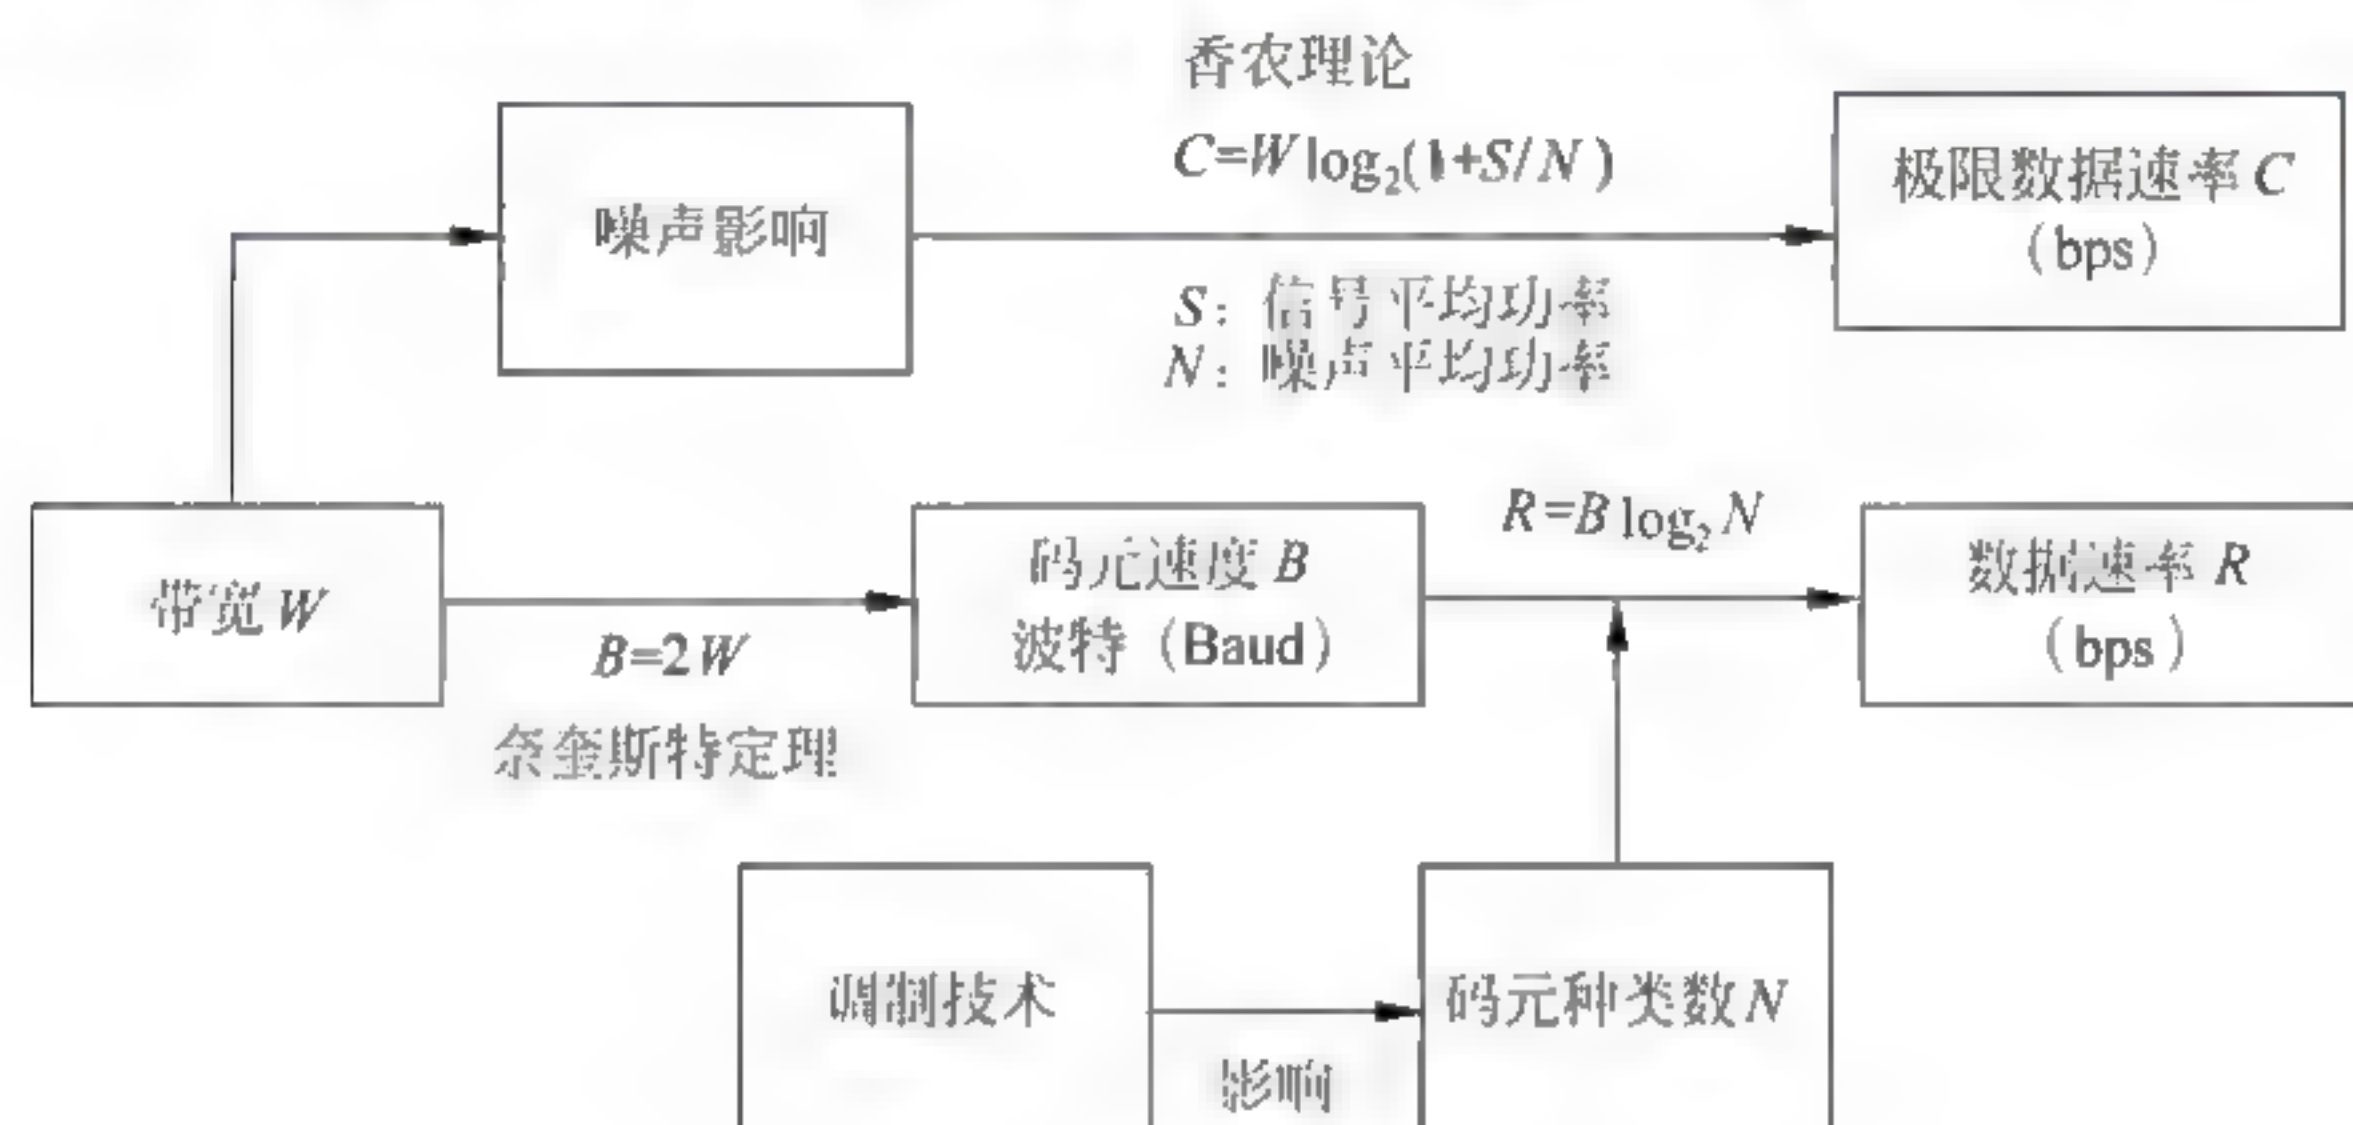 香农理论
C=W log₂(1+S/N)
噪声影响
极限数据速率 C
(bps)
S：信号平均功率
N：噪声平均功率
R=B log₂ N
带宽 W
码元速度 B
波特（Baud）
数据速率 R
(bps)
B=2W
奈奎斯特定理
调制技术
码元种类数 N
影响